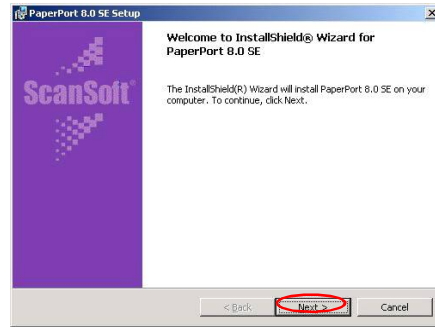 PaperPort 8.0 SE Setup
Welcome to InstallShield® Wizard for
PaperPort 8.0 SE
ScanSoft®
The InstallShield(R) Wizard will install PaperPort 8.0 SE on your
computer. To continue, click Next.
< Back
Next >
Cancel